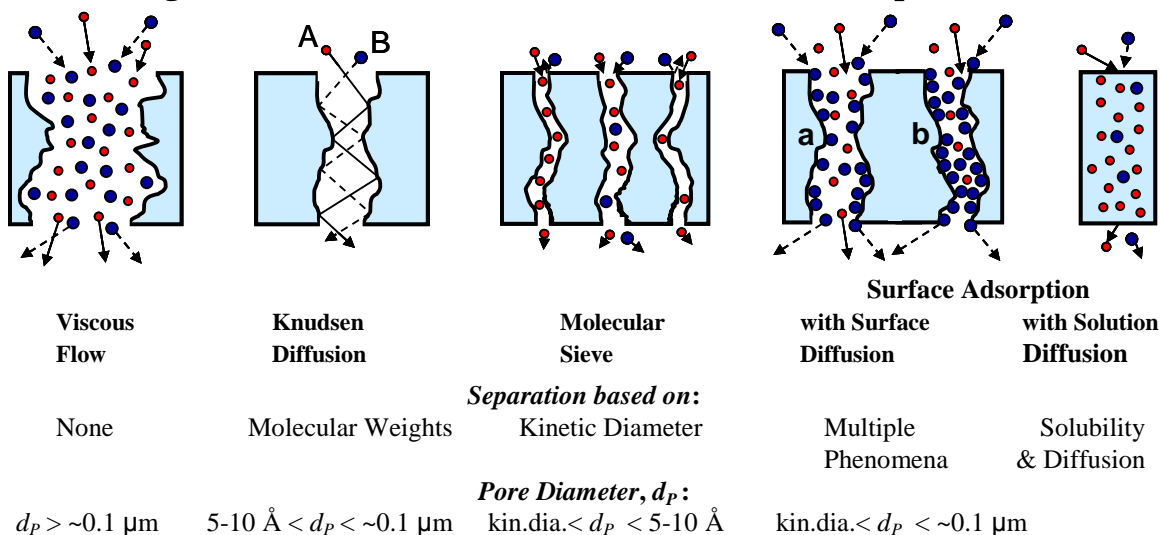 A B
a b
Surface Adsorption
Viscous Knudsen Molecular with Surface with Solution
Flow Diffusion Sieve Diffusion Diffusion
Separation based on:
None Molecular Weights Kinetic Diameter Multiple Solubility
Phenomena & Diffusion
Pore Diameter, dP:
dP > ~0.1 μm 5-10 Å < dP < ~0.1 μm kin.dia.< dP < 5-10 Å kin.dia.< dP < ~0.1 μm